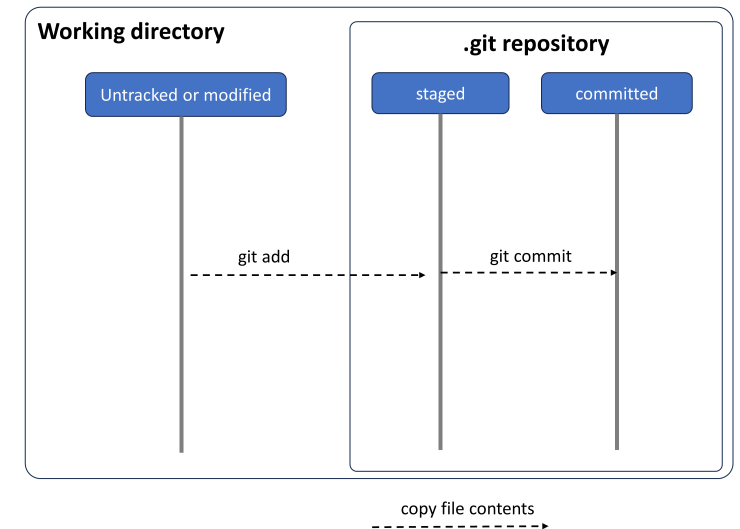 Working directory
.git repository
Untracked or modified
staged
committed
git add
git commit
copy file contents